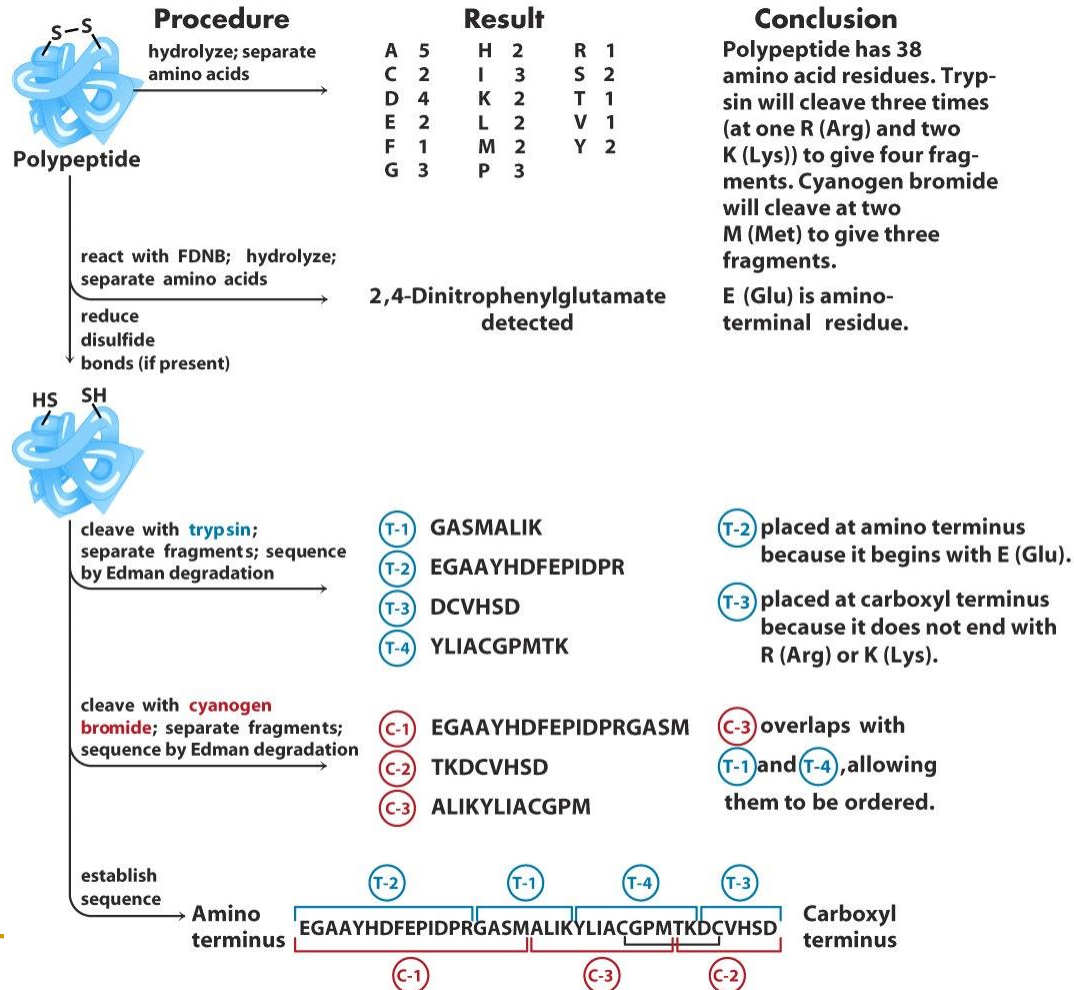 Procedure
Result
Conclusion
S–S
Polypeptide
hydrolyze; separate
amino acids
A 5 H 2 R 1
C 2 I 3 S 2
D 4 K 2 T 1
E 2 L 2 V 1
F 1 M 2 Y 2
G 3 P 3
Polypeptide has 38
amino acid residues. Tryp-
sin will cleave three times
(at one R (Arg) and two
K (Lys)) to give four frag-
ments. Cyanogen bromide
will cleave at two
M (Met) to give three
fragments.
react with FDNB; hydrolyze;
separate amino acids
2,4-Dinitrophenylglutamate
detected
E (Glu) is amino-
terminal residue.
reduce
disulfide
bonds (if present)
HS SH
cleave with trypsin;
separate fragments; sequence
by Edman degradation
T-1 GASMALIK
T-2 EGAAYHDFEPIDPR
T-3 DCVHSD
T-4 YLIACGPMTK
T-2 placed at amino terminus
because it begins with E (Glu).
T-3 placed at carboxyl terminus
because it does not end with
R (Arg) or K (Lys).
cleave with cyanogen
bromide; separate fragments;
sequence by Edman degradation
C-1 EGAAYHDFEPIDPRGASM
C-2 TKDCVHSD
C-3 ALIKYLIACGPM
C-3 overlaps with
T-1 and T-4, allowing
them to be ordered.
establish
sequence
Amino
terminus
T-2 T-1 T-4 T-3
EGAAYHDFEPIDPRGASMALIKYLIACGPMTKDCVHSD
C-1 C-3 C-2
Carboxyl
terminus